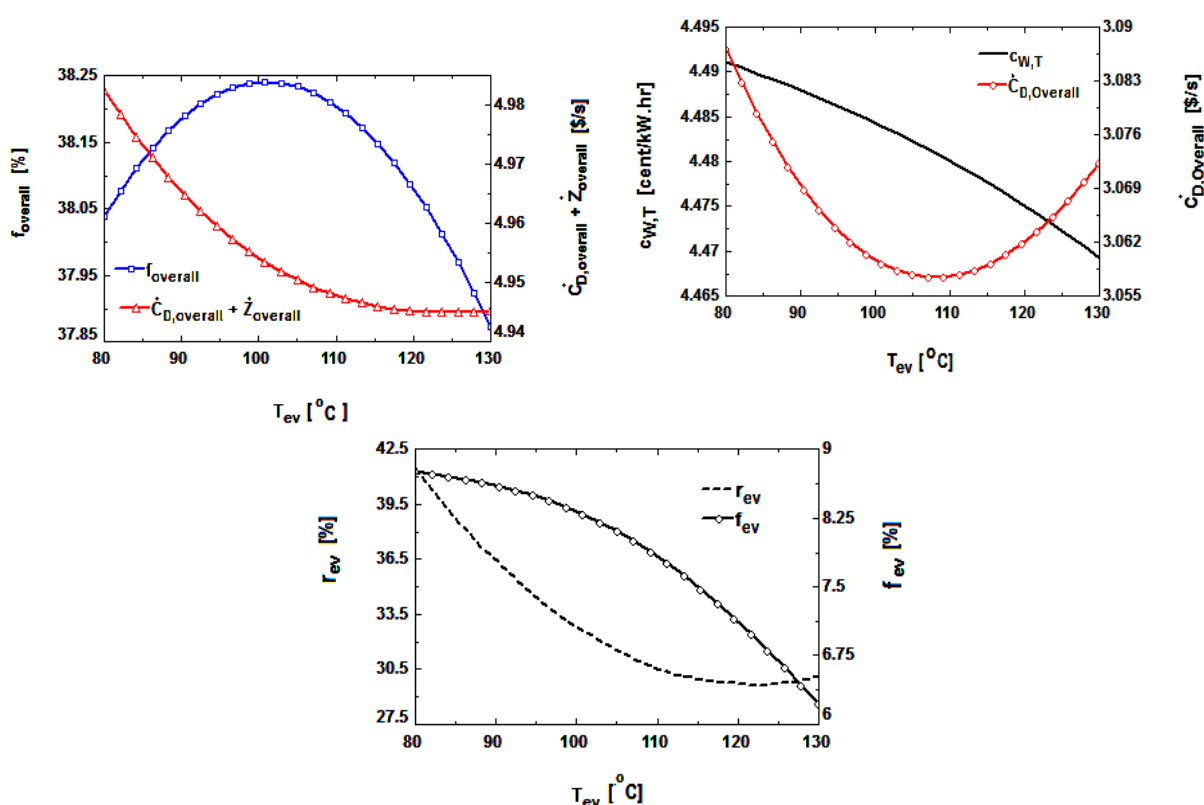 38.25
38.15
38.05
37.95
37.85
f_overall [%]
80 90 100 110 120 130
T_ev [°C]
4.98
4.97
4.96
4.95
4.94
Ċ_D,overall + Ż_overall [$/s]
f_overall
Ċ_D,overall + Ż_overall
4.495
4.49
4.485
4.48
4.475
4.47
4.465
c_W,T [cent/kW.hr]
80 90 100 110 120 130
T_ev [°C]
3.09
3.083
3.076
3.069
3.062
3.055
Ċ_D,Overall [$/s]
c_W,T
Ċ_D,Overall
42.5
39.5
36.5
33.5
30.5
27.5
r_ev [%]
80 90 100 110 120 130
T_ev [°C]
9
8.25
7.5
6.75
6
f_ev [%]
r_ev
f_ev